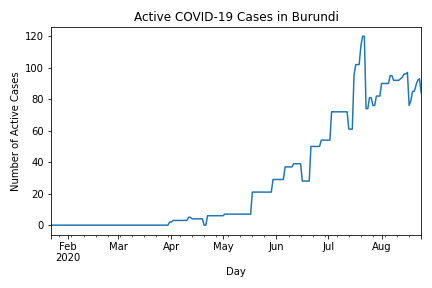 Active COVID-19 Cases in Burundi
120
100
80
60
40
20
0
Number of Active Cases
Feb Mar Apr May Jun Jul Aug
2020
Day